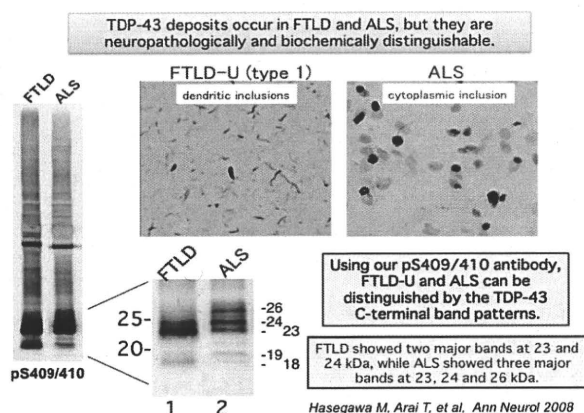 TDP-43 deposits occur in FTLD and ALS, but they are
neuropathologically and biochemically distinguishable.
FTLD-U (type 1)
dendritic inclusions
ALS
cytoplasmic inclusion
FTLD
ALS
pS409/410
FTLD
ALS
25-
20-
-26
-24
-23
-19
-18
1
2
Using our pS409/410 antibody,
FTLD-U and ALS can be
distinguished by the TDP-43
C-terminal band patterns.
FTLD showed two major bands at 23 and
24 kDa, while ALS showed three major
bands at 23, 24 and 26 kDa.
Hasegawa M, Arai T, et al, Ann Neurol 2008